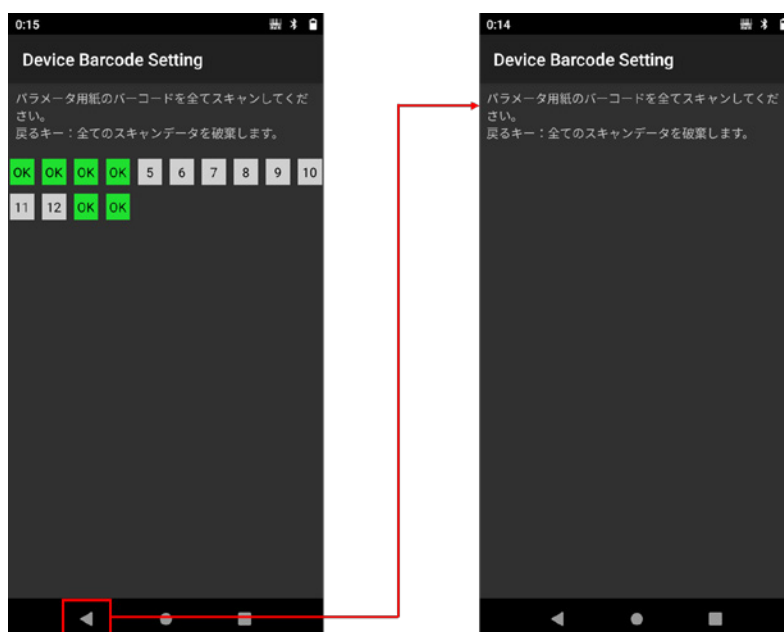 0:15
Device Barcode Setting
パラメータ用紙のバーコードを全てスキャンしてくだ
さい。
戻るキー：全てのスキャンデータを破棄します。
OK OK OK OK 5 6 7 8 9 10
11 12 OK OK
0:14
Device Barcode Setting
パラメータ用紙のバーコードを全てスキャンしてくだ
さい。
戻るキー：全てのスキャンデータを破棄します。